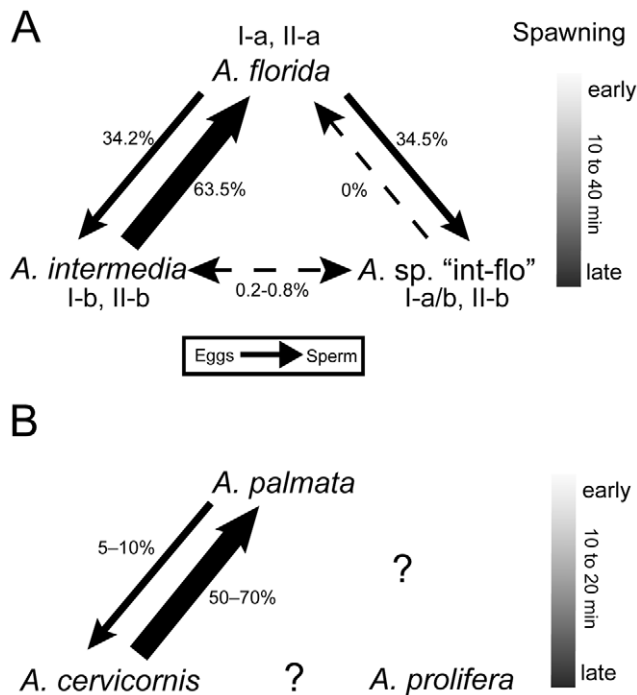 A
I-a, II-a
A. florida
Spawning
early
10 to 40 min
late
34.2%
63.5%
34.5%
0%
A. intermedia
I-b, II-b
0.2-0.8%
A. sp. “int-flo”
I-a/b, II-b
Eggs
Sperm
B
A. palmata
early
10 to 20 min
late
5–10%
50–70%
?
A. cervicornis
?
A. prolifera